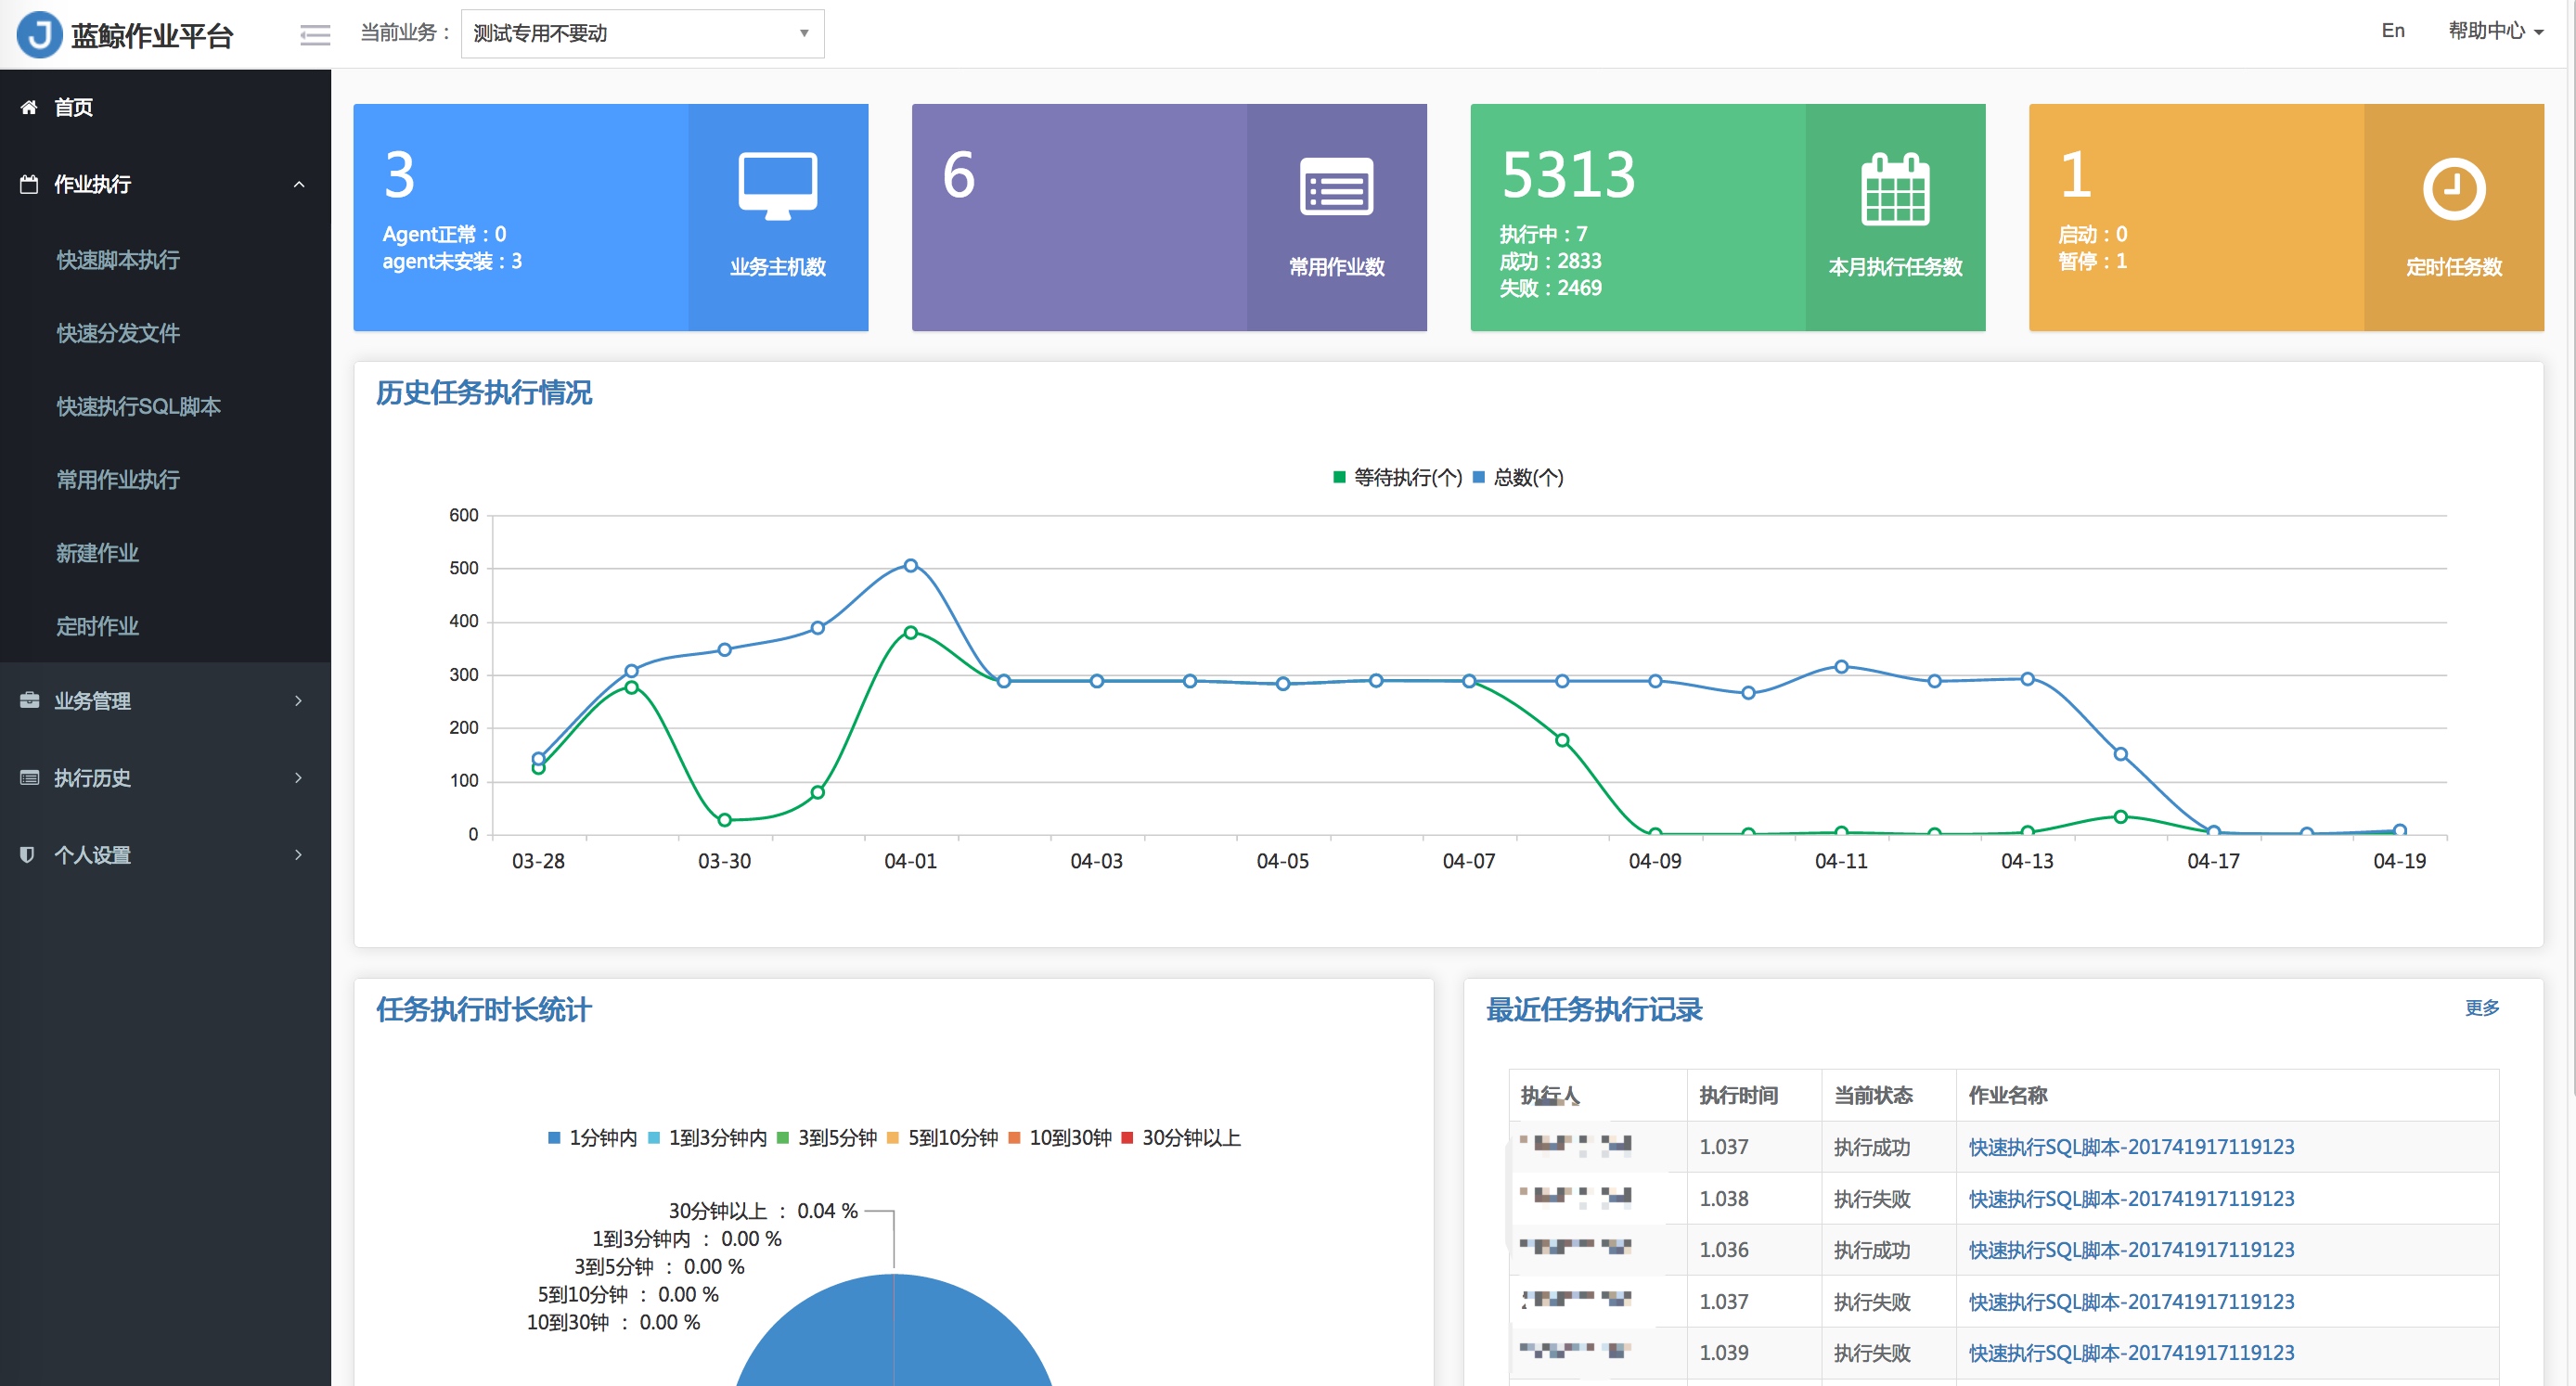 蓝鲸作业平台
当前业务：
测试专用不要动
En
帮助中心
首页
作业执行
快速脚本执行
快速分发文件
快速执行SQL脚本
常用作业执行
新建作业
定时作业
业务管理
执行历史
个人设置
3
Agent正常：0
agent未安装：3
业务主机数
6
常用作业数
5313
执行中：7
成功：2833
失败：2469
本月执行任务数
1
启动：0
暂停：1
定时任务数
历史任务执行情况
等待执行(个) 总数(个)
600
500
400
300
200
100
0
03-28 03-30 04-01 04-03 04-05 04-07 04-09 04-11 04-13 04-17 04-19
任务执行时长统计
1分钟内 1到3分钟内 3到5分钟 5到10分钟 10到30钟 30分钟以上
30分钟以上 ： 0.04 %
1到3分钟内 ： 0.00 %
3到5分钟 ： 0.00 %
5到10分钟 ： 0.00 %
10到30钟 ： 0.00 %
最近任务执行记录
更多
执行人 执行时间 当前状态 作业名称
1.037 执行成功 快速执行SQL脚本-201741917119123
1.038 执行失败 快速执行SQL脚本-201741917119123
1.036 执行成功 快速执行SQL脚本-201741917119123
1.037 执行失败 快速执行SQL脚本-201741917119123
1.039 执行失败 快速执行SQL脚本-201741917119123